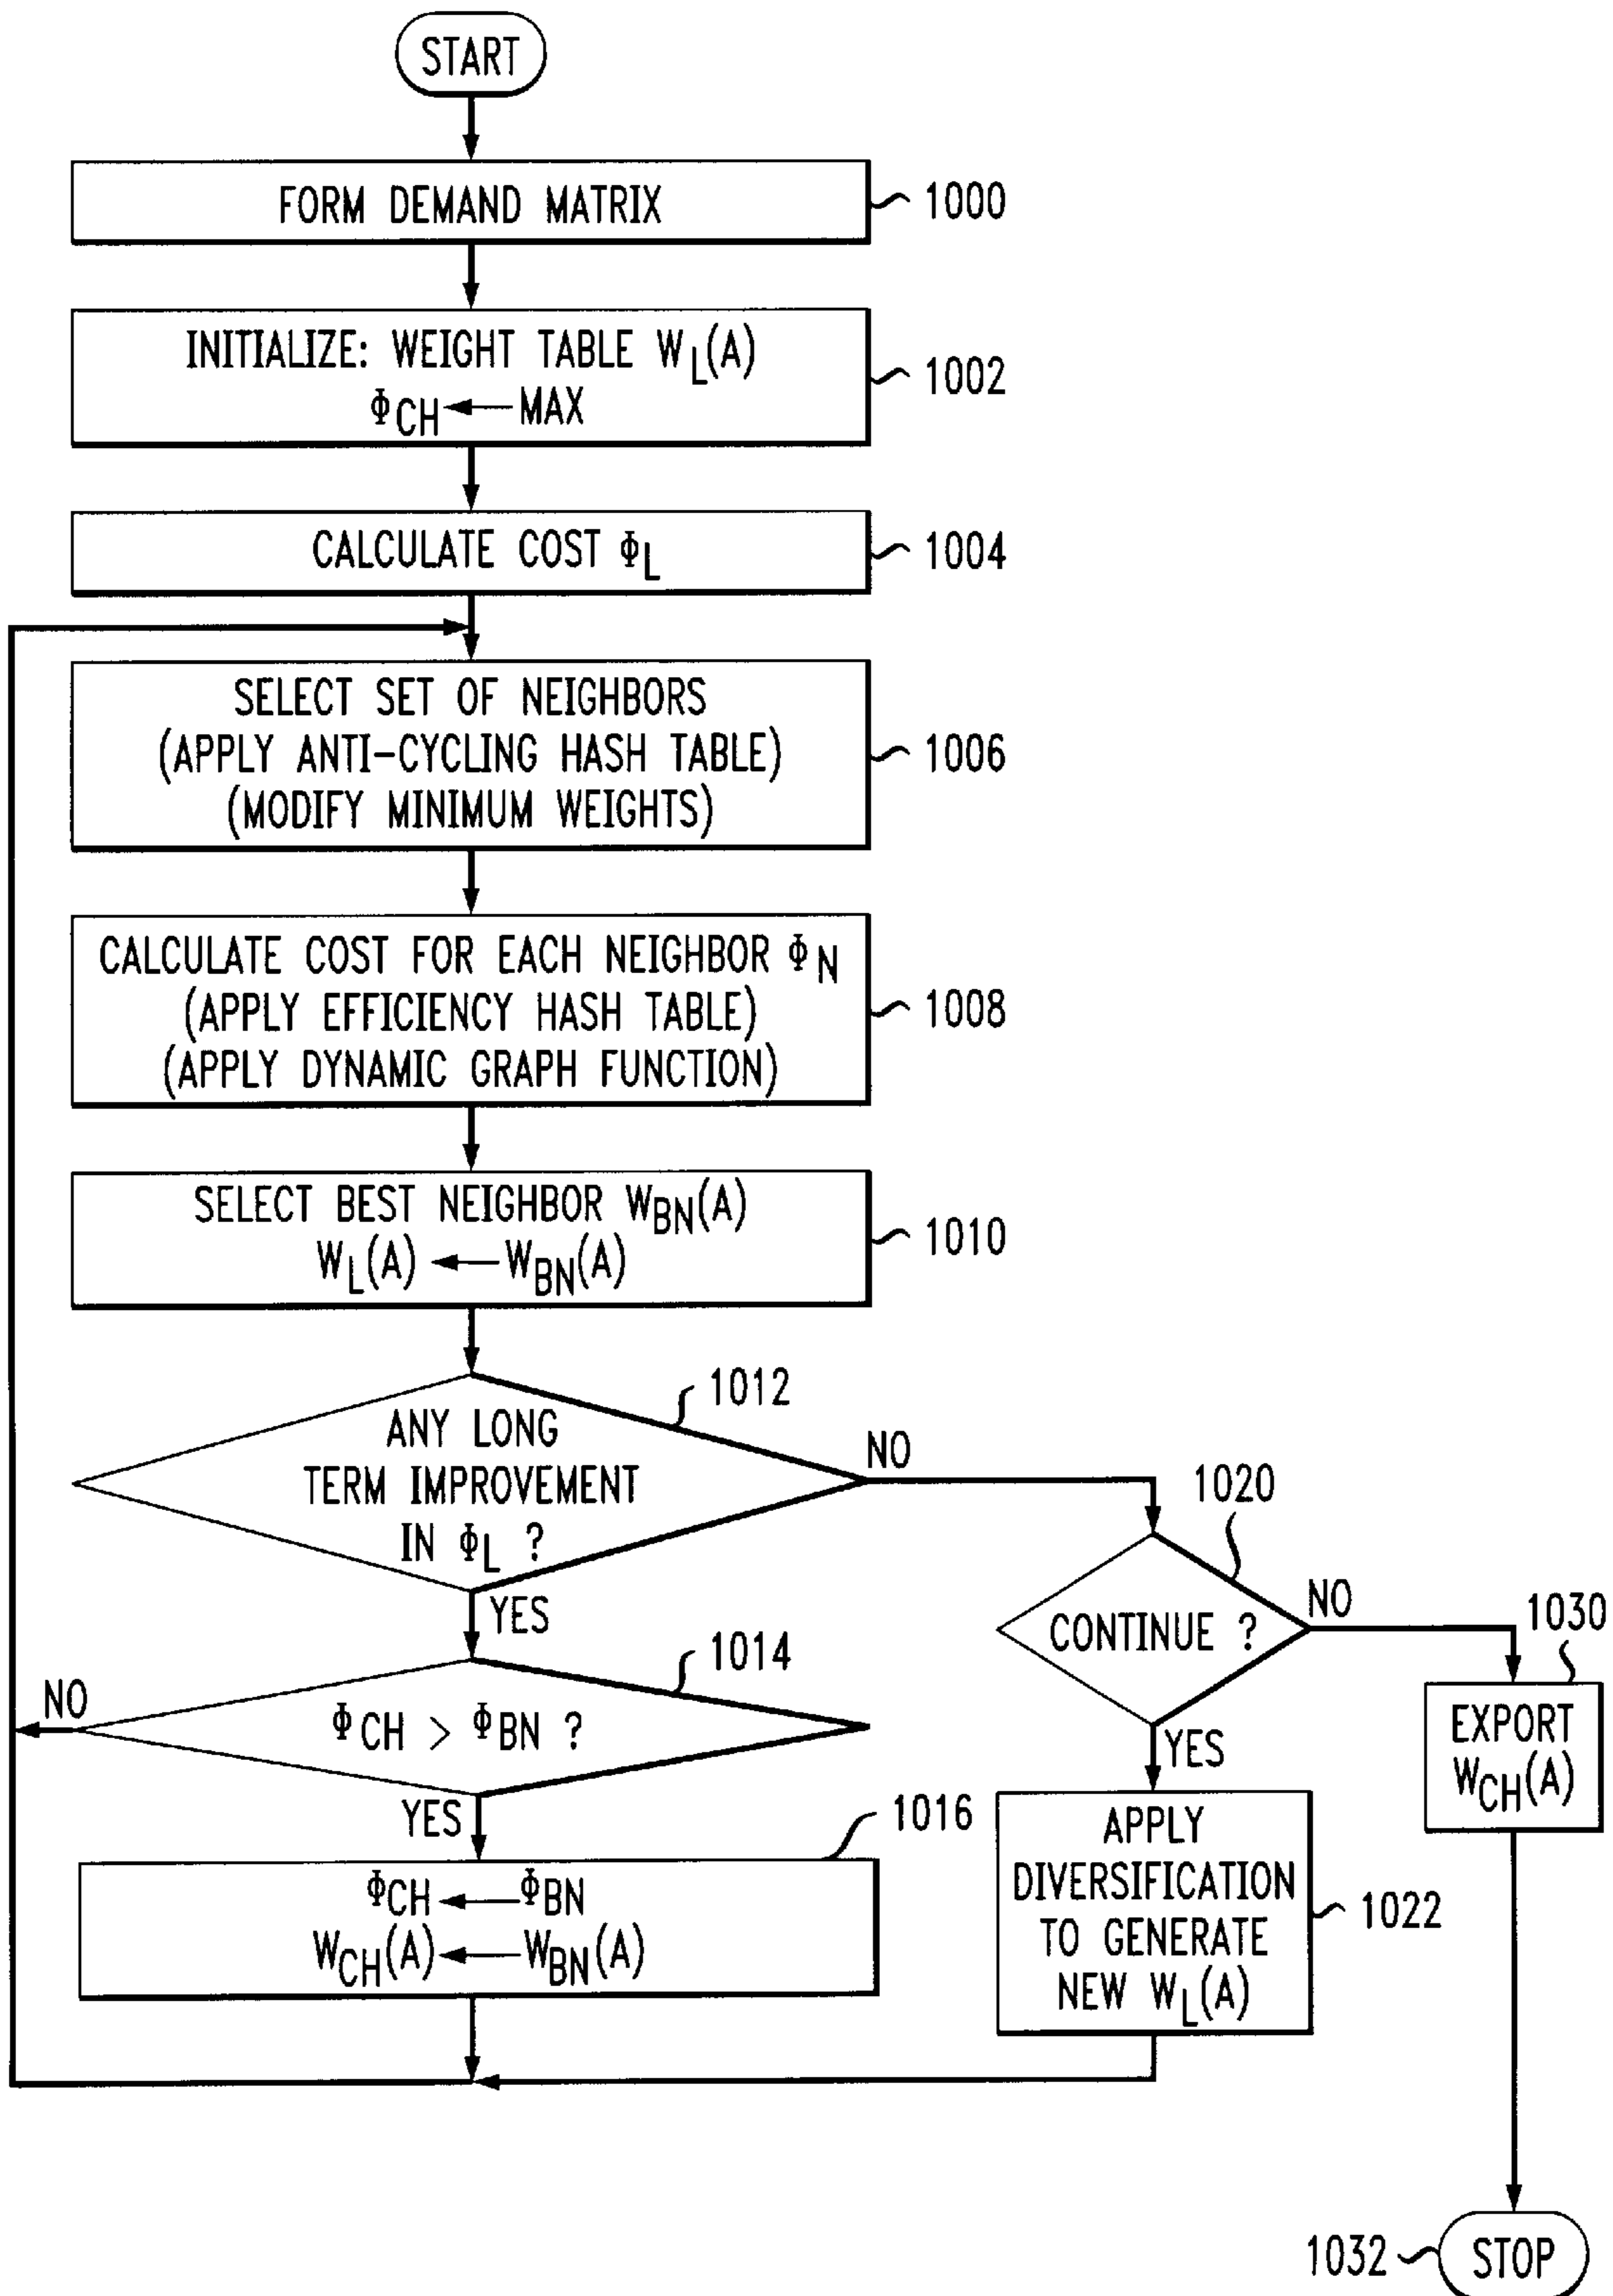 START
FORM DEMAND MATRIX
1000
INITIALIZE: WEIGHT TABLE W_L(A)
Φ_CH ← MAX
1002
CALCULATE COST Φ_L
1004
SELECT SET OF NEIGHBORS
(APPLY ANTI-CYCLING HASH TABLE)
(MODIFY MINIMUM WEIGHTS)
1006
CALCULATE COST FOR EACH NEIGHBOR Φ_N
(APPLY EFFICIENCY HASH TABLE)
(APPLY DYNAMIC GRAPH FUNCTION)
1008
SELECT BEST NEIGHBOR W_BN(A)
W_L(A) ← W_BN(A)
1010
1012
ANY LONG
TERM IMPROVEMENT
IN Φ_L ?
NO
YES
1020
CONTINUE ?
NO
YES
1030
EXPORT
W_CH(A)
1014
Φ_CH > Φ_BN ?
NO
YES
1016
Φ_CH ← Φ_BN
W_CH(A) ← W_BN(A)
APPLY
DIVERSIFICATION
TO GENERATE
NEW W_L(A)
1022
1032
STOP